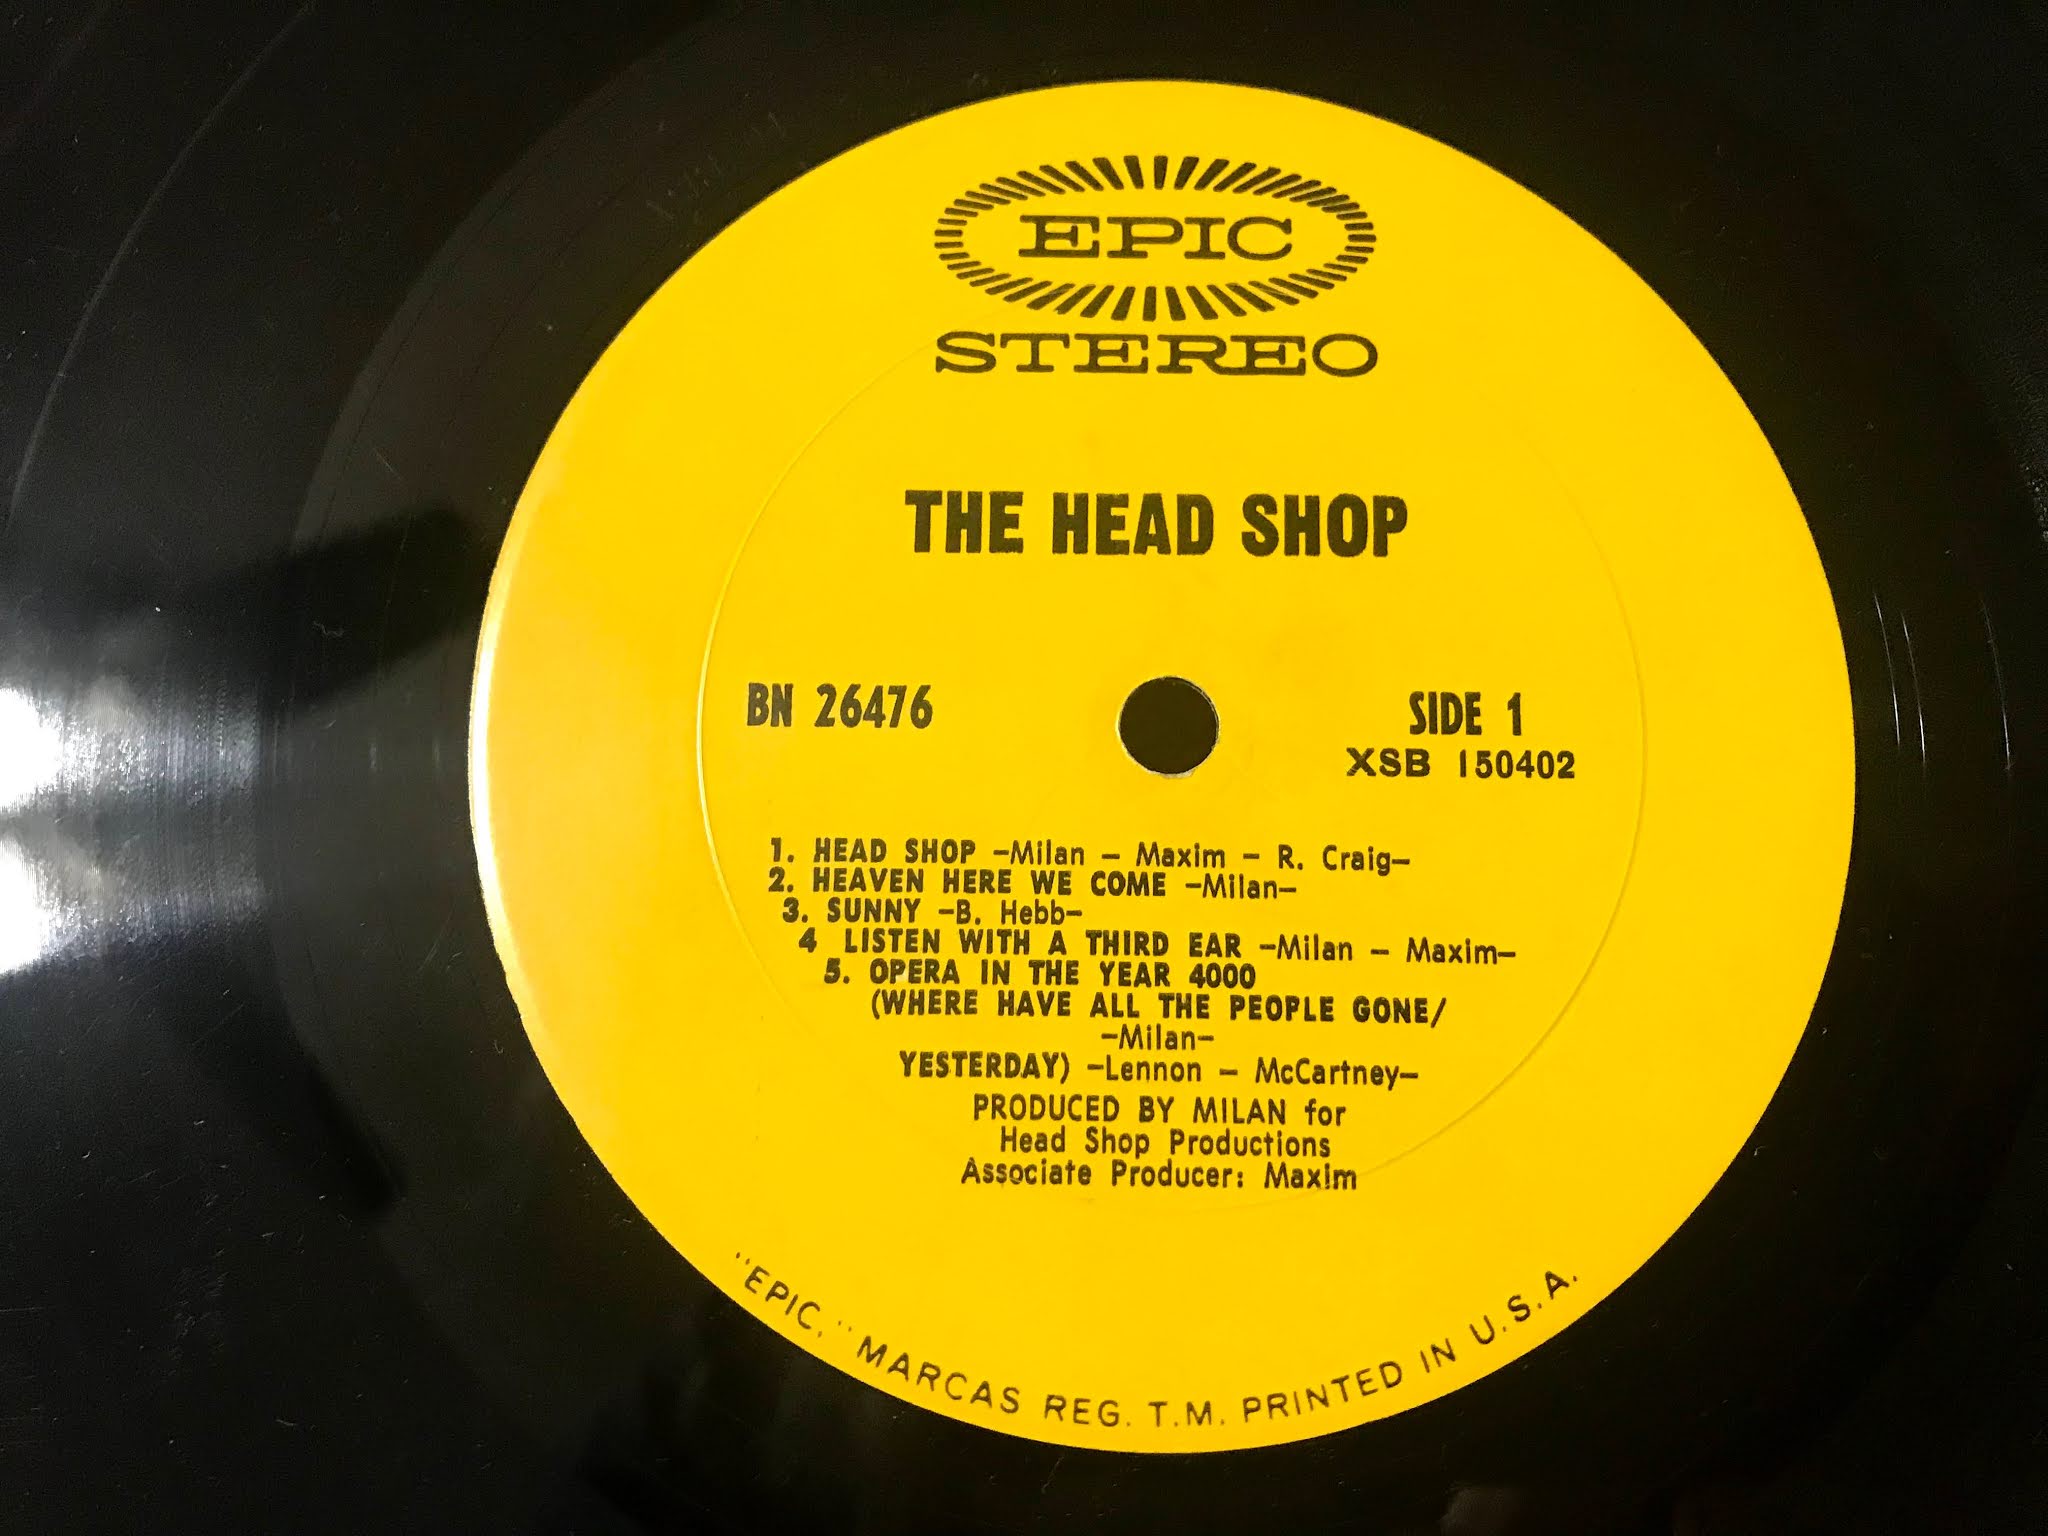 EPIC
STEREO
THE HEAD SHOP
BN 26476
SIDE 1
XSB 150402
1. HEAD SHOP –Milan – Maxim – R. Craig–
2. HEAVEN HERE WE COME –Milan–
3. SUNNY –B. Hebb–
4 LISTEN WITH A THIRD EAR –Milan – Maxim–
5. OPERA IN THE YEAR 4000
(WHERE HAVE ALL THE PEOPLE GONE/
–Milan–
YESTERDAY) –Lennon – McCartney–
PRODUCED BY MILAN for
Head Shop Productions
Associate Producer: Maxim
"EPIC," MARCAS REG. T.M. PRINTED IN U.S.A.